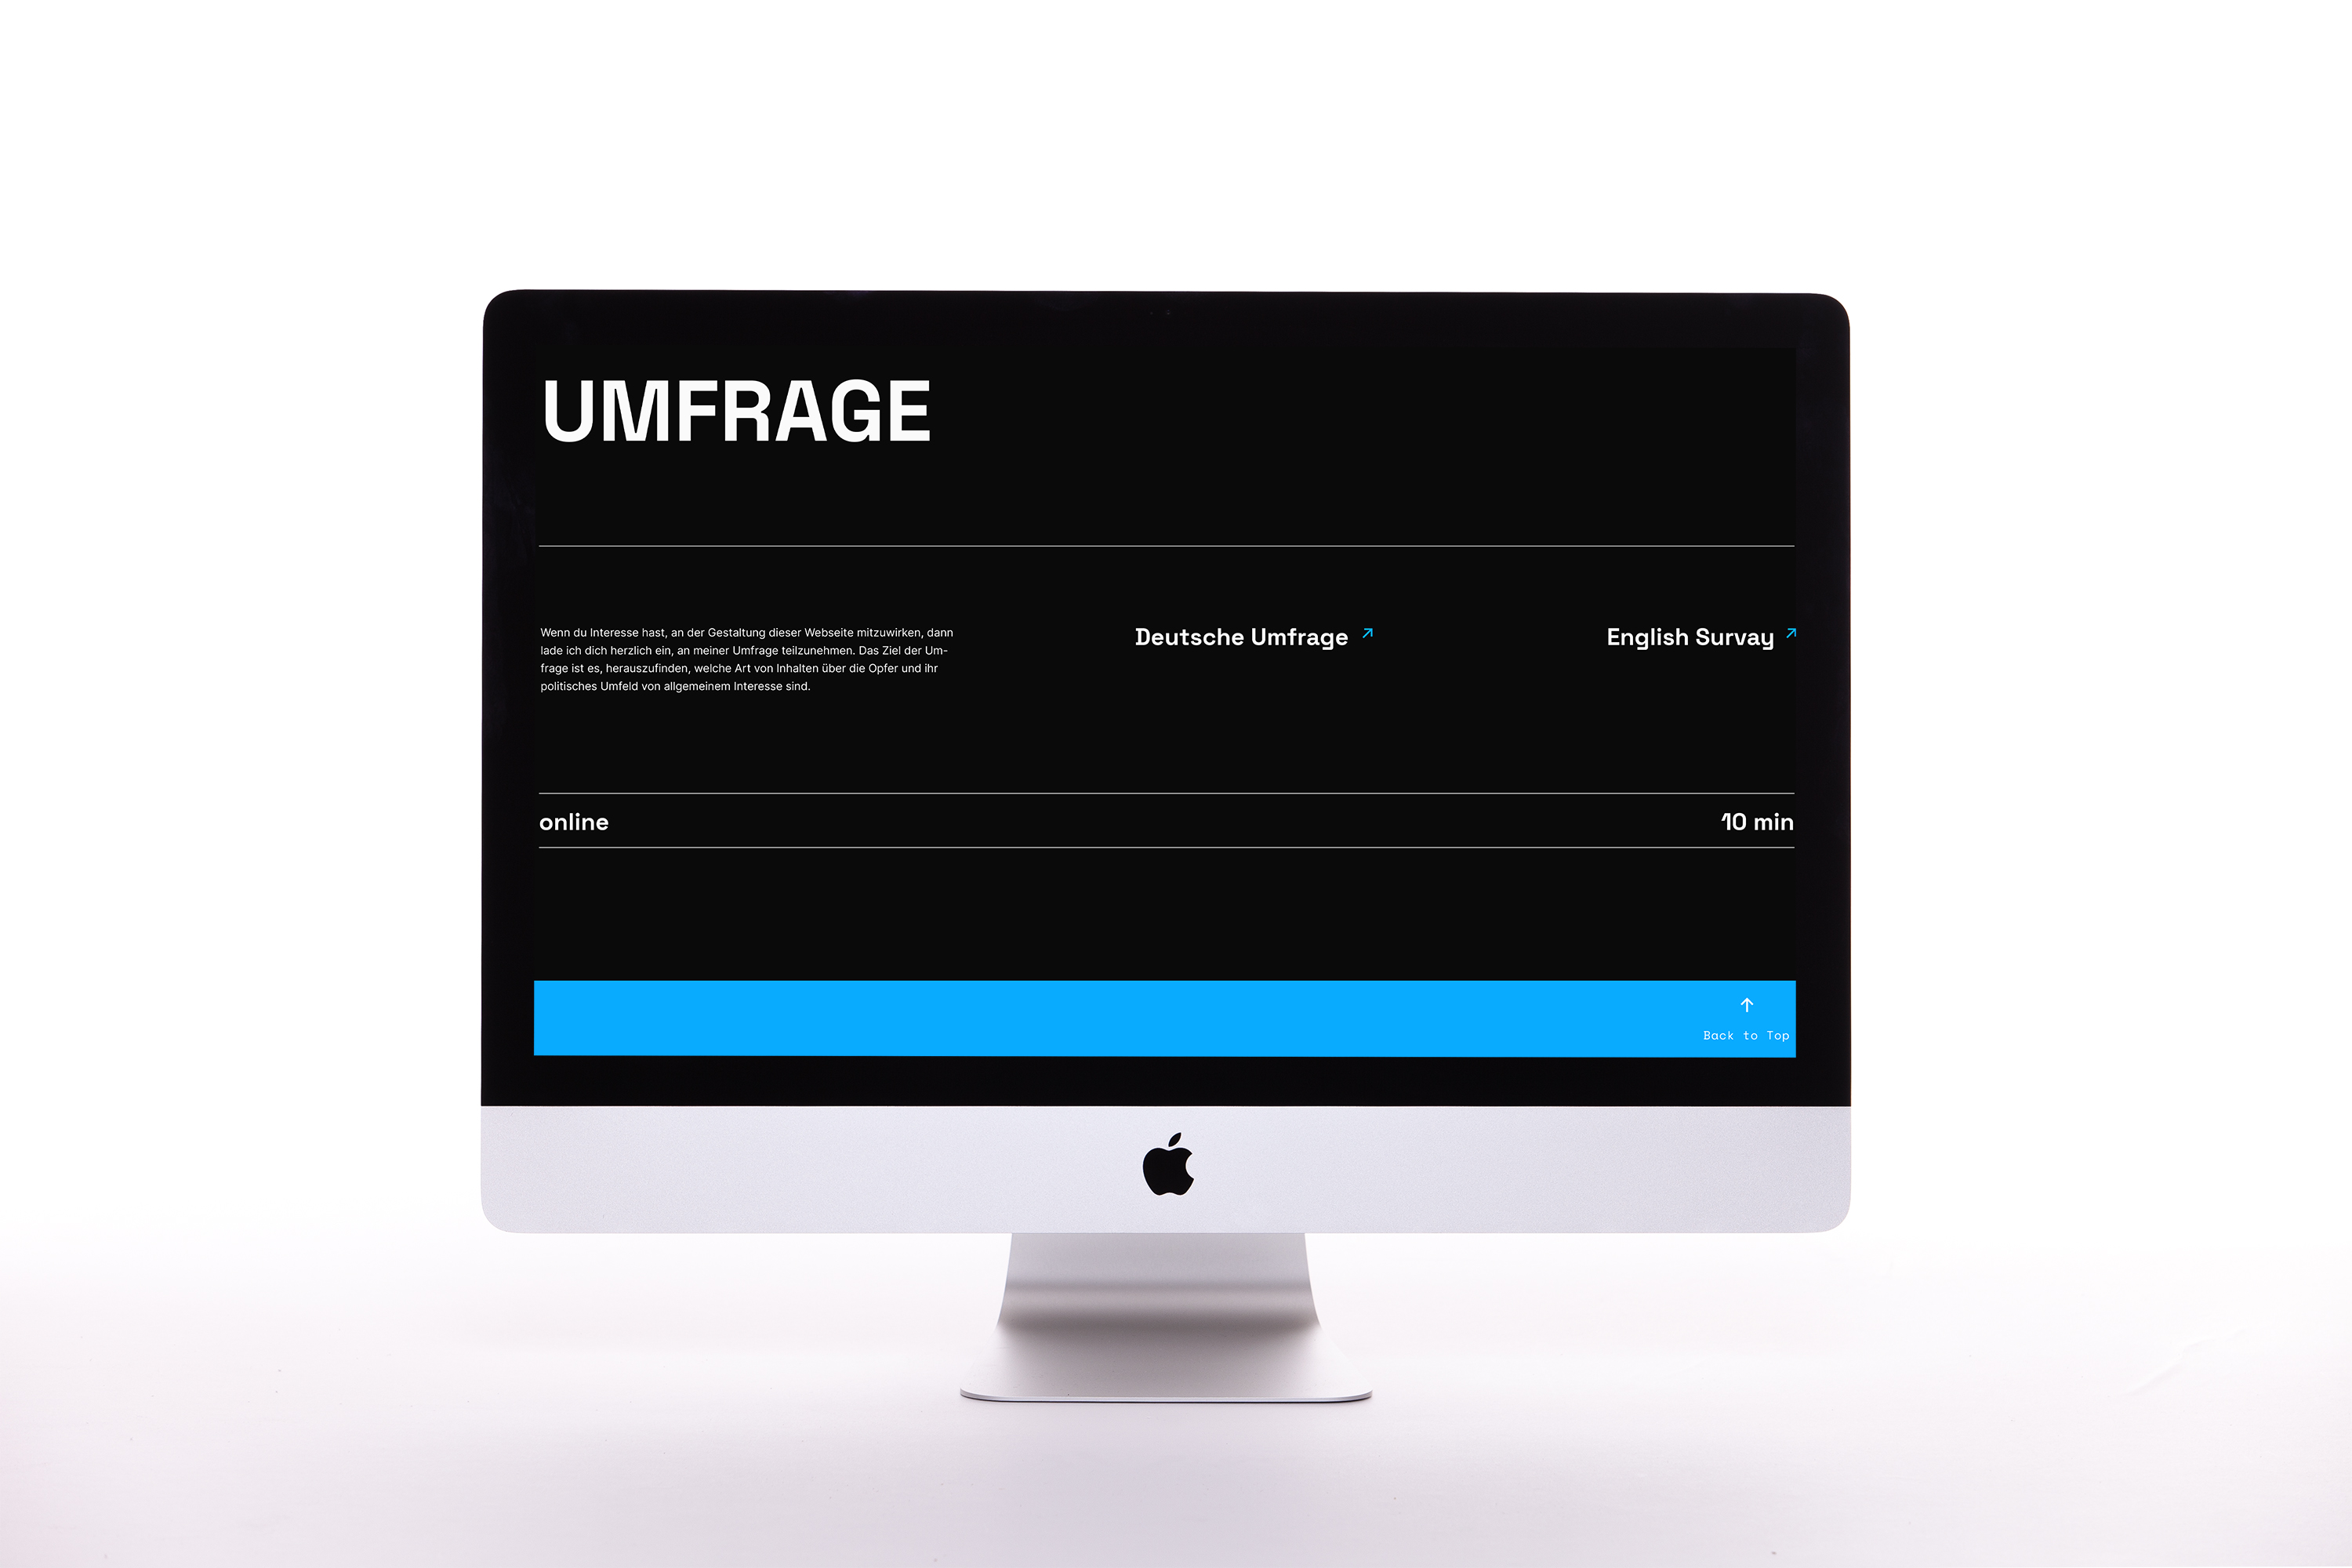 UMFRAGE
Wenn du Interesse hast, an der Gestaltung dieser Webseite mitzuwirken, dann
lade ich dich herzlich ein, an meiner Umfrage teilzunehmen. Das Ziel der Um-
frage ist es, herauszufinden, welche Art von Inhalten über die Opfer und ihr
politisches Umfeld von allgemeinem Interesse sind.
Deutsche Umfrage
English Survay
online
10 min
Back to Top